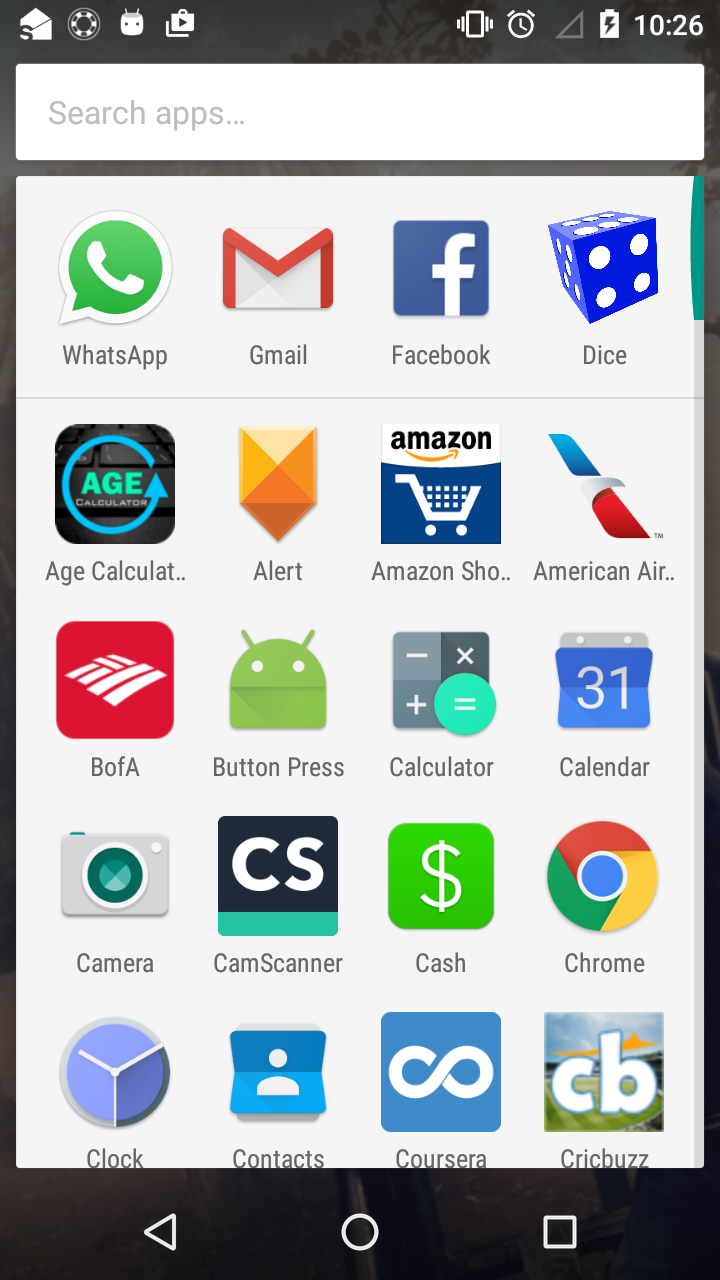 10:26
Search apps...
WhatsApp
Gmail
Facebook
Dice
AGE
CALCULATOR
amazon
TM
Age Calculat..
Alert
Amazon Sho..
American Air..
31
BofA
Button Press
Calculator
Calendar
CS
$
Camera
CamScanner
Cash
Chrome
cb
Clock
Contacts
Coursera
Cricbuzz